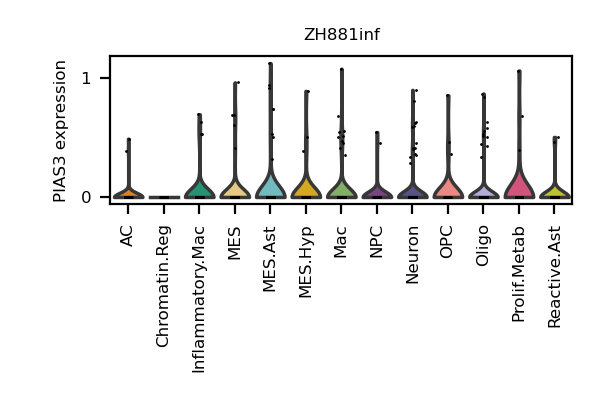 ZH881inf
PIAS3 expression
1
0
AC
Chromatin.Reg
Inflammatory.Mac
MES
MES.Ast
MES.Hyp
Mac
NPC
Neuron
OPC
Oligo
Prolif.Metab
Reactive.Ast